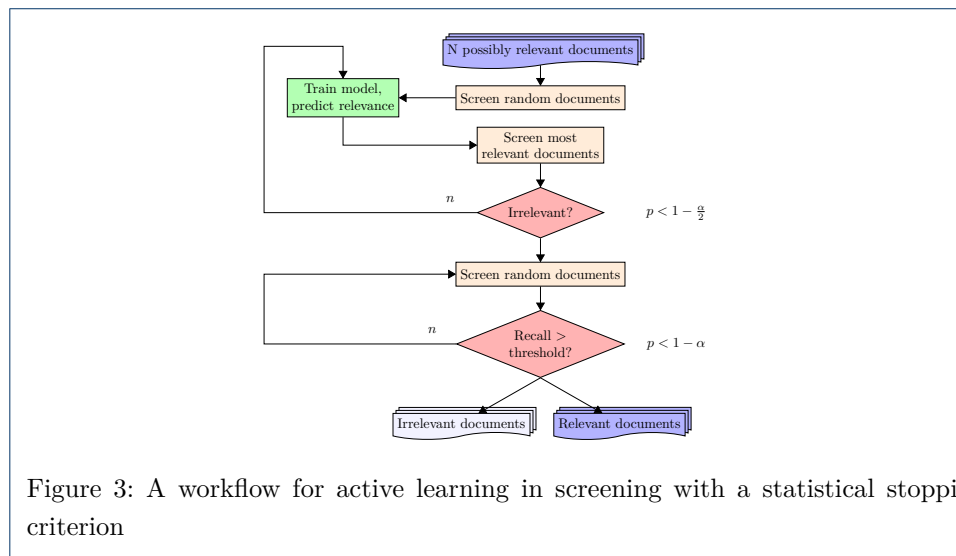 N possibly relevant documents
Train model,
predict relevance
Screen random documents
Screen most
relevant documents
n
Irrelevant?
p < 1 − α/2
Screen random documents
n
Recall >
threshold?
p < 1 − α
Irrelevant documents
Relevant documents
Figure 3: A workflow for active learning in screening with a statistical stoppi
criterion